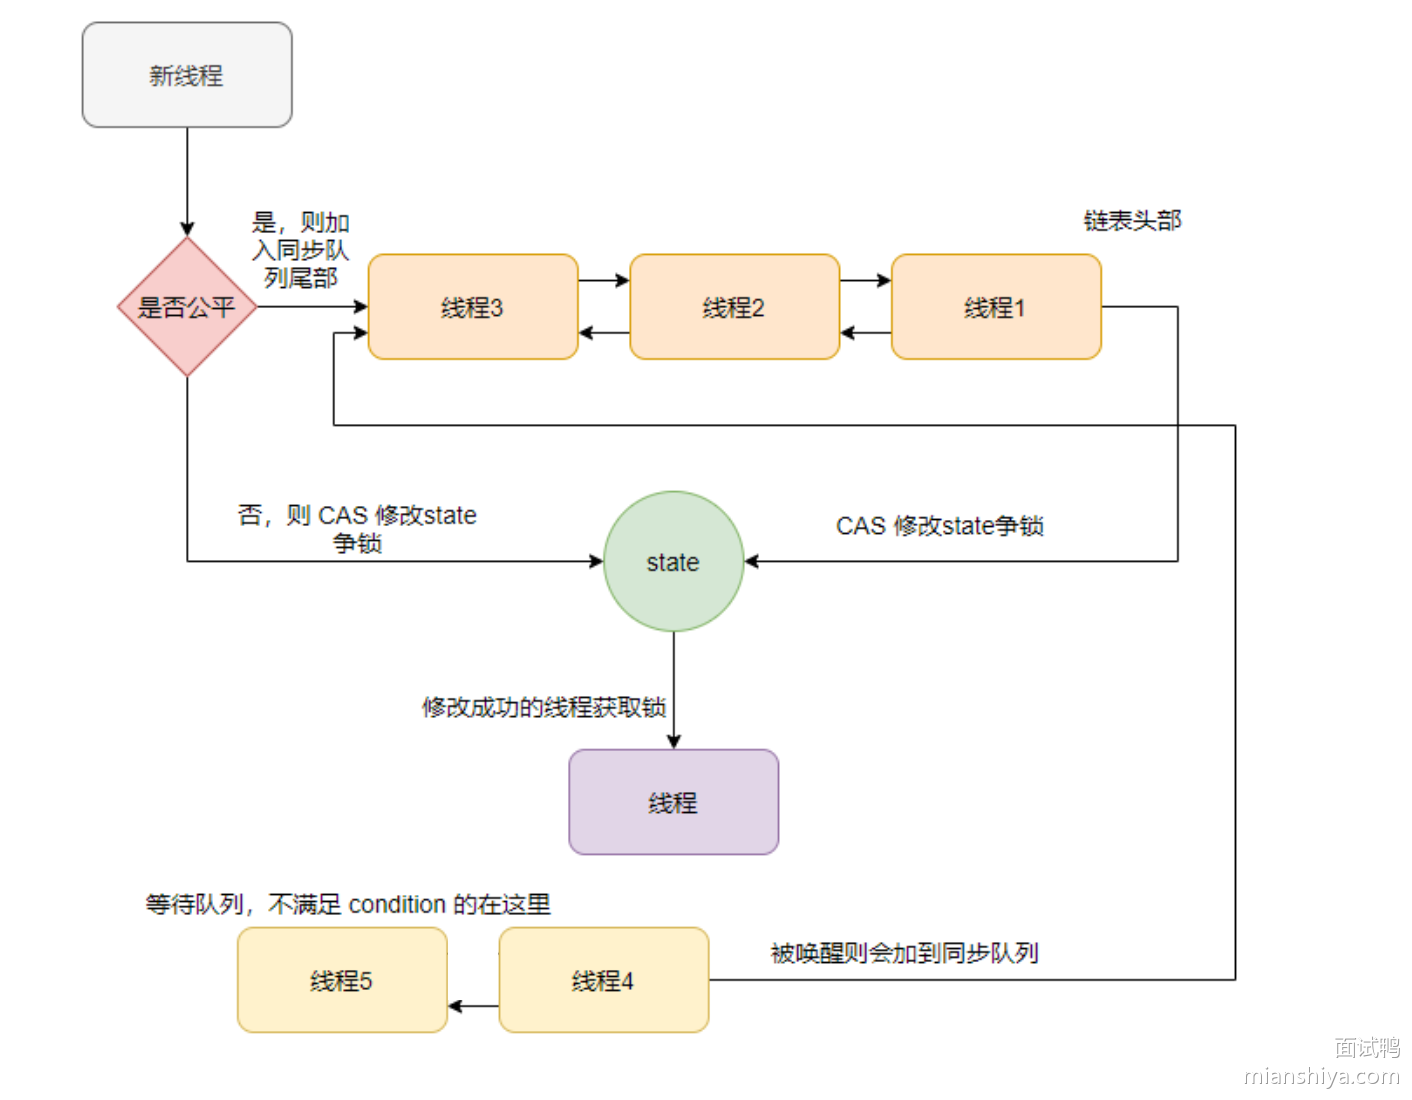 新线程
是，则加
入同步队
列尾部
链表头部
是否公平
线程3
线程2
线程1
否，则 CAS 修改state
争锁
CAS 修改state争锁
state
修改成功的线程获取锁
线程
等待队列，不满足 condition 的在这里
被唤醒则会加到同步队列
线程5
线程4
面试鸭
mianshiya.com